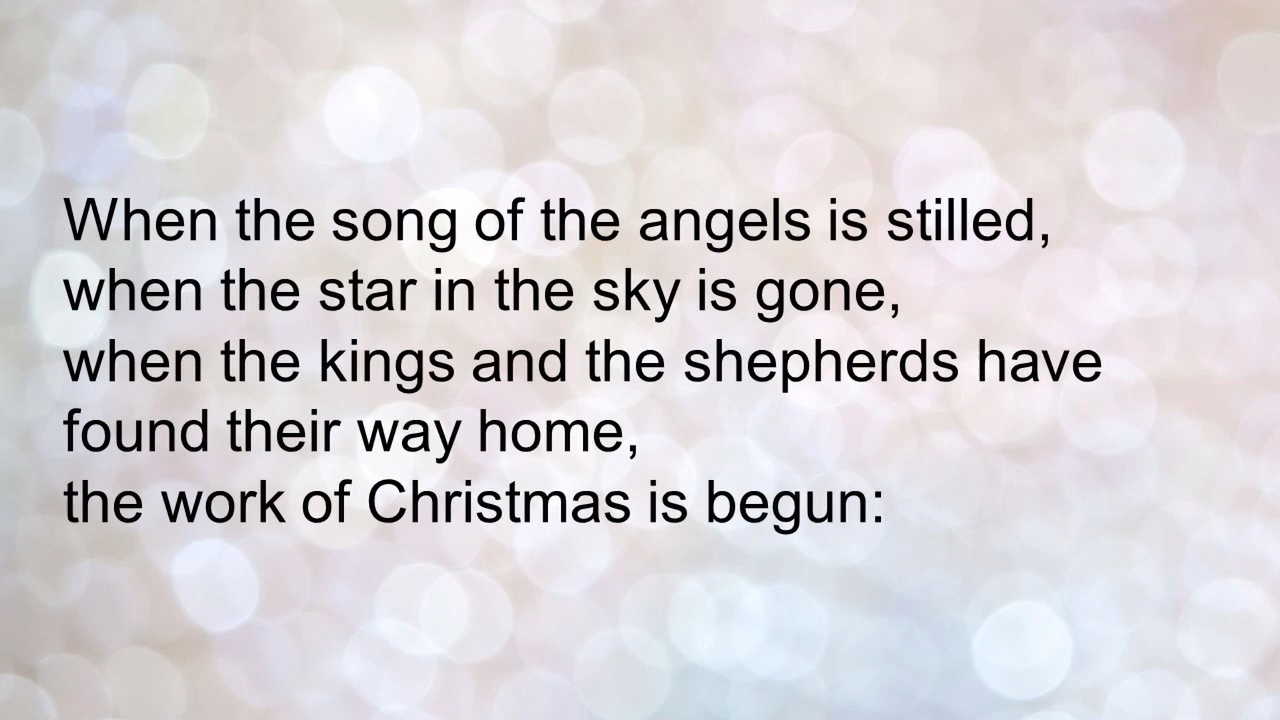 When the song of the angels is stilled,
when the star in the sky is gone,
when the kings and the shepherds have
found their way home,
the work of Christmas is begun: